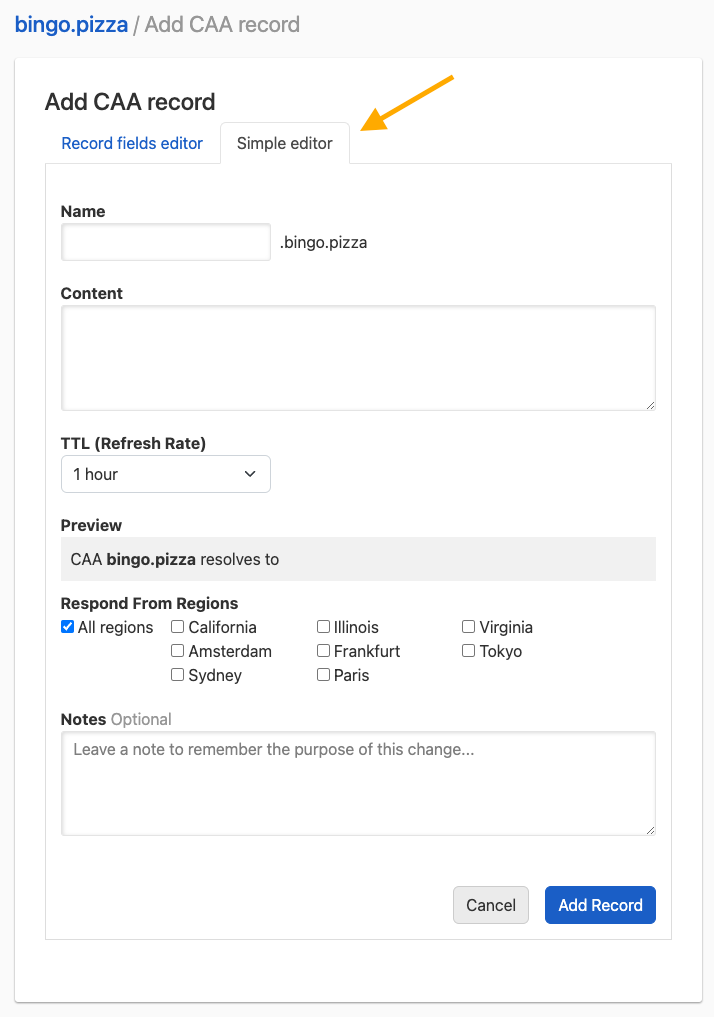 bingo.pizza / Add CAA record
Add CAA record
Record fields editor Simple editor
Name
.bingo.pizza
Content
TTL (Refresh Rate)
1 hour
Preview
CAA bingo.pizza resolves to
Respond From Regions
All regions California Illinois Virginia
Amsterdam Frankfurt Tokyo
Sydney Paris
Notes Optional
Leave a note to remember the purpose of this change...
Cancel Add Record